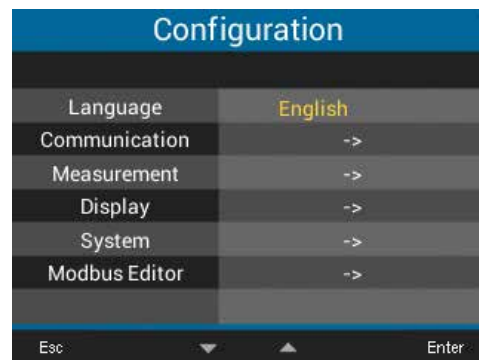 Configuration
Language English
Communication ->
Measurement ->
Display ->
System ->
Modbus Editor ->
Esc Enter